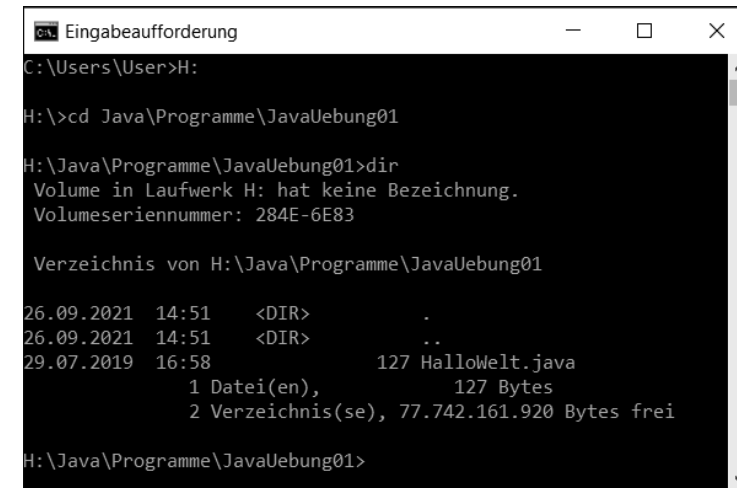 Eingabeaufforderung
C:\Users\User>H:
H:\>cd Java\Programme\JavaUebung01
H:\Java\Programme\JavaUebung01>dir
Volume in Laufwerk H: hat keine Bezeichnung.
Volumeseriennummer: 284E-6E83
Verzeichnis von H:\Java\Programme\JavaUebung01
26.09.2021  14:51    <DIR>          .
26.09.2021  14:51    <DIR>          ..
29.07.2019  16:58               127 HalloWelt.java
1 Datei(en),            127 Bytes
2 Verzeichnis(se), 77.742.161.920 Bytes frei
H:\Java\Programme\JavaUebung01>